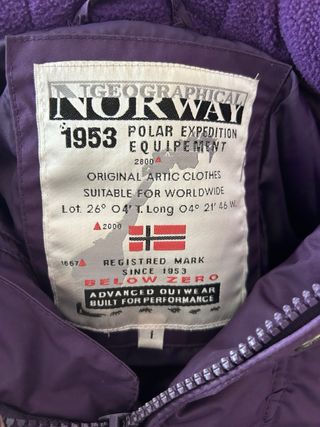 GEOGRAPHICAL
NORWAY
1953 POLAR EXPEDITION
EQUIPEMENT
2800
ORIGINAL ARTIC CLOTHES
SUITABLE FOR WORLDWIDE
Lat. 26° 04' T. Long 04° 21' 46 W.
2000
1667
REGISTRED MARK
SINCE 1953
BELOW ZERO
ADVANCED OUTWEAR
BUILT FOR PERFORMANCE